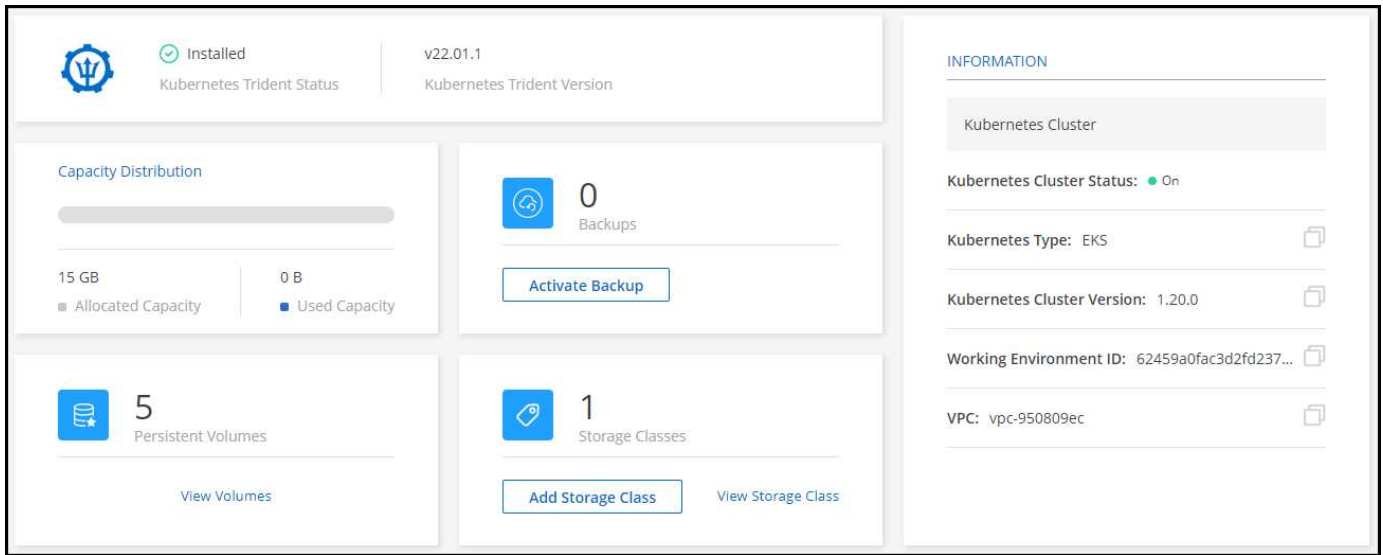 Installed
Kubernetes Trident Status
v22.01.1
Kubernetes Trident Version
Capacity Distribution
15 GB
Allocated Capacity
0 B
Used Capacity
0
Backups
Activate Backup
5
Persistent Volumes
View Volumes
1
Storage Classes
Add Storage Class
View Storage Class
INFORMATION
Kubernetes Cluster
Kubernetes Cluster Status: On
Kubernetes Type: EKS
Kubernetes Cluster Version: 1.20.0
Working Environment ID: 62459a0fac3d2fd237...
VPC: vpc-950809ec